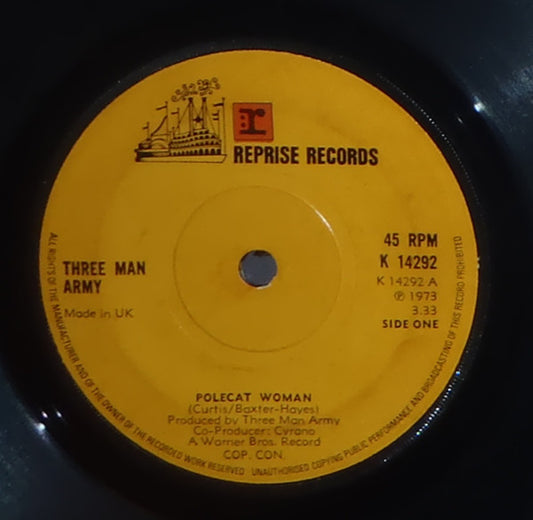 r
REPRISE RECORDS
THREE MAN
ARMY
Made in UK
45 RPM
K 14292
K 14292 A
℗ 1973
3.33
SIDE ONE
POLECAT WOMAN
(Curtis/Baxter-Hayes)
Produced by Three Man Army
Co-Producer: Cyrano
A Warner Bros. Record
COP. CON.
ALL RIGHTS OF THE MANUFACTURER AND OF THE OWNER OF THE RECORDED WORK RESERVED · UNAUTHORISED COPYING PUBLIC PERFORMANCE AND BROADCASTING OF THIS RECORD PROHIBITED